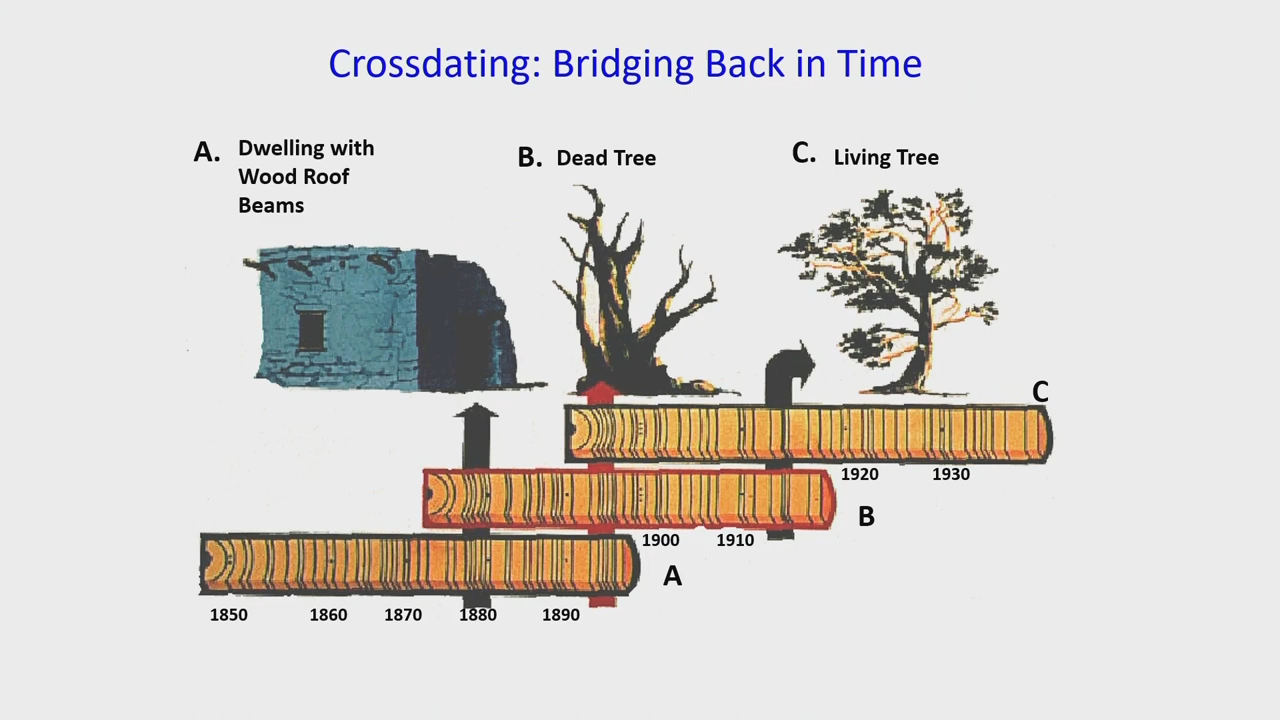 Crossdating: Bridging Back in Time
A. Dwelling with
Wood Roof
Beams
B. Dead Tree
C. Living Tree
C
1920 1930
B
1900 1910
A
1850 1860 1870 1880 1890